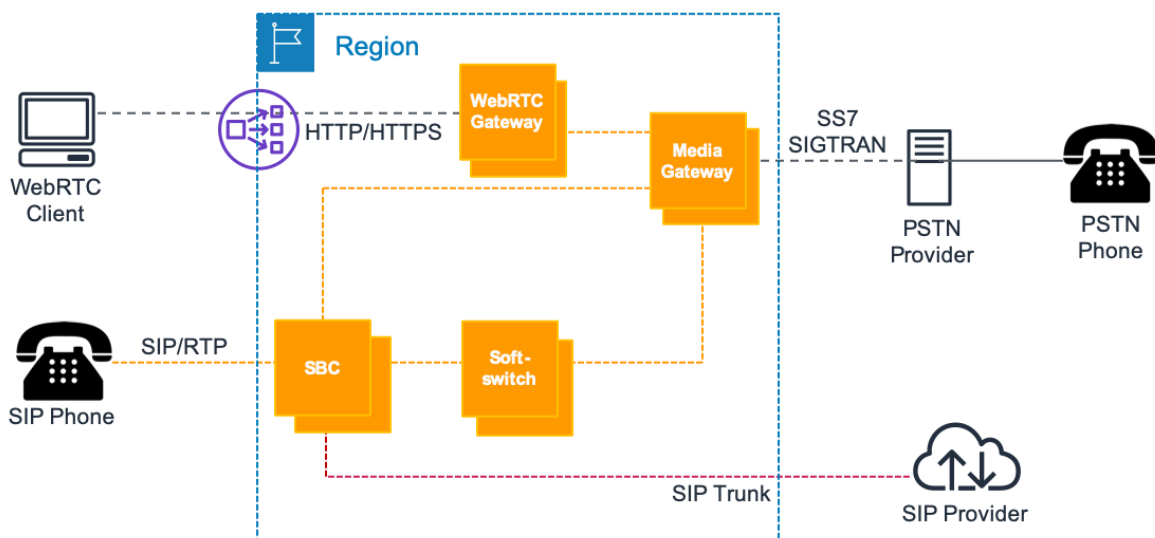 Region
WebRTC
Gateway
HTTP/HTTPS
Media
Gateway
SS7
SIGTRAN
WebRTC
Client
PSTN
Provider
PSTN
Phone
SIP/RTP
SIP Phone
SBC
Soft-
switch
SIP Trunk
SIP Provider